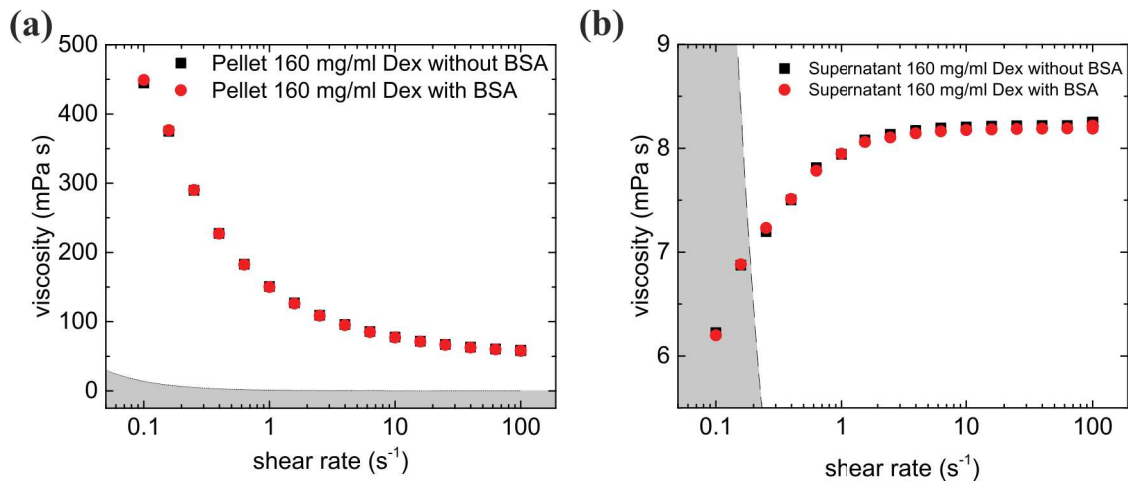 (a)
500
400
300
200
100
0
viscosity (mPa s)
Pellet 160 mg/ml Dex without BSA
Pellet 160 mg/ml Dex with BSA
0.1 1 10 100
shear rate (s⁻¹)
(b)
9
8
7
6
viscosity (mPa s)
Supernatant 160 mg/ml Dex without BSA
Supernatant 160 mg/ml Dex with BSA
0.1 1 10 100
shear rate (s⁻¹)